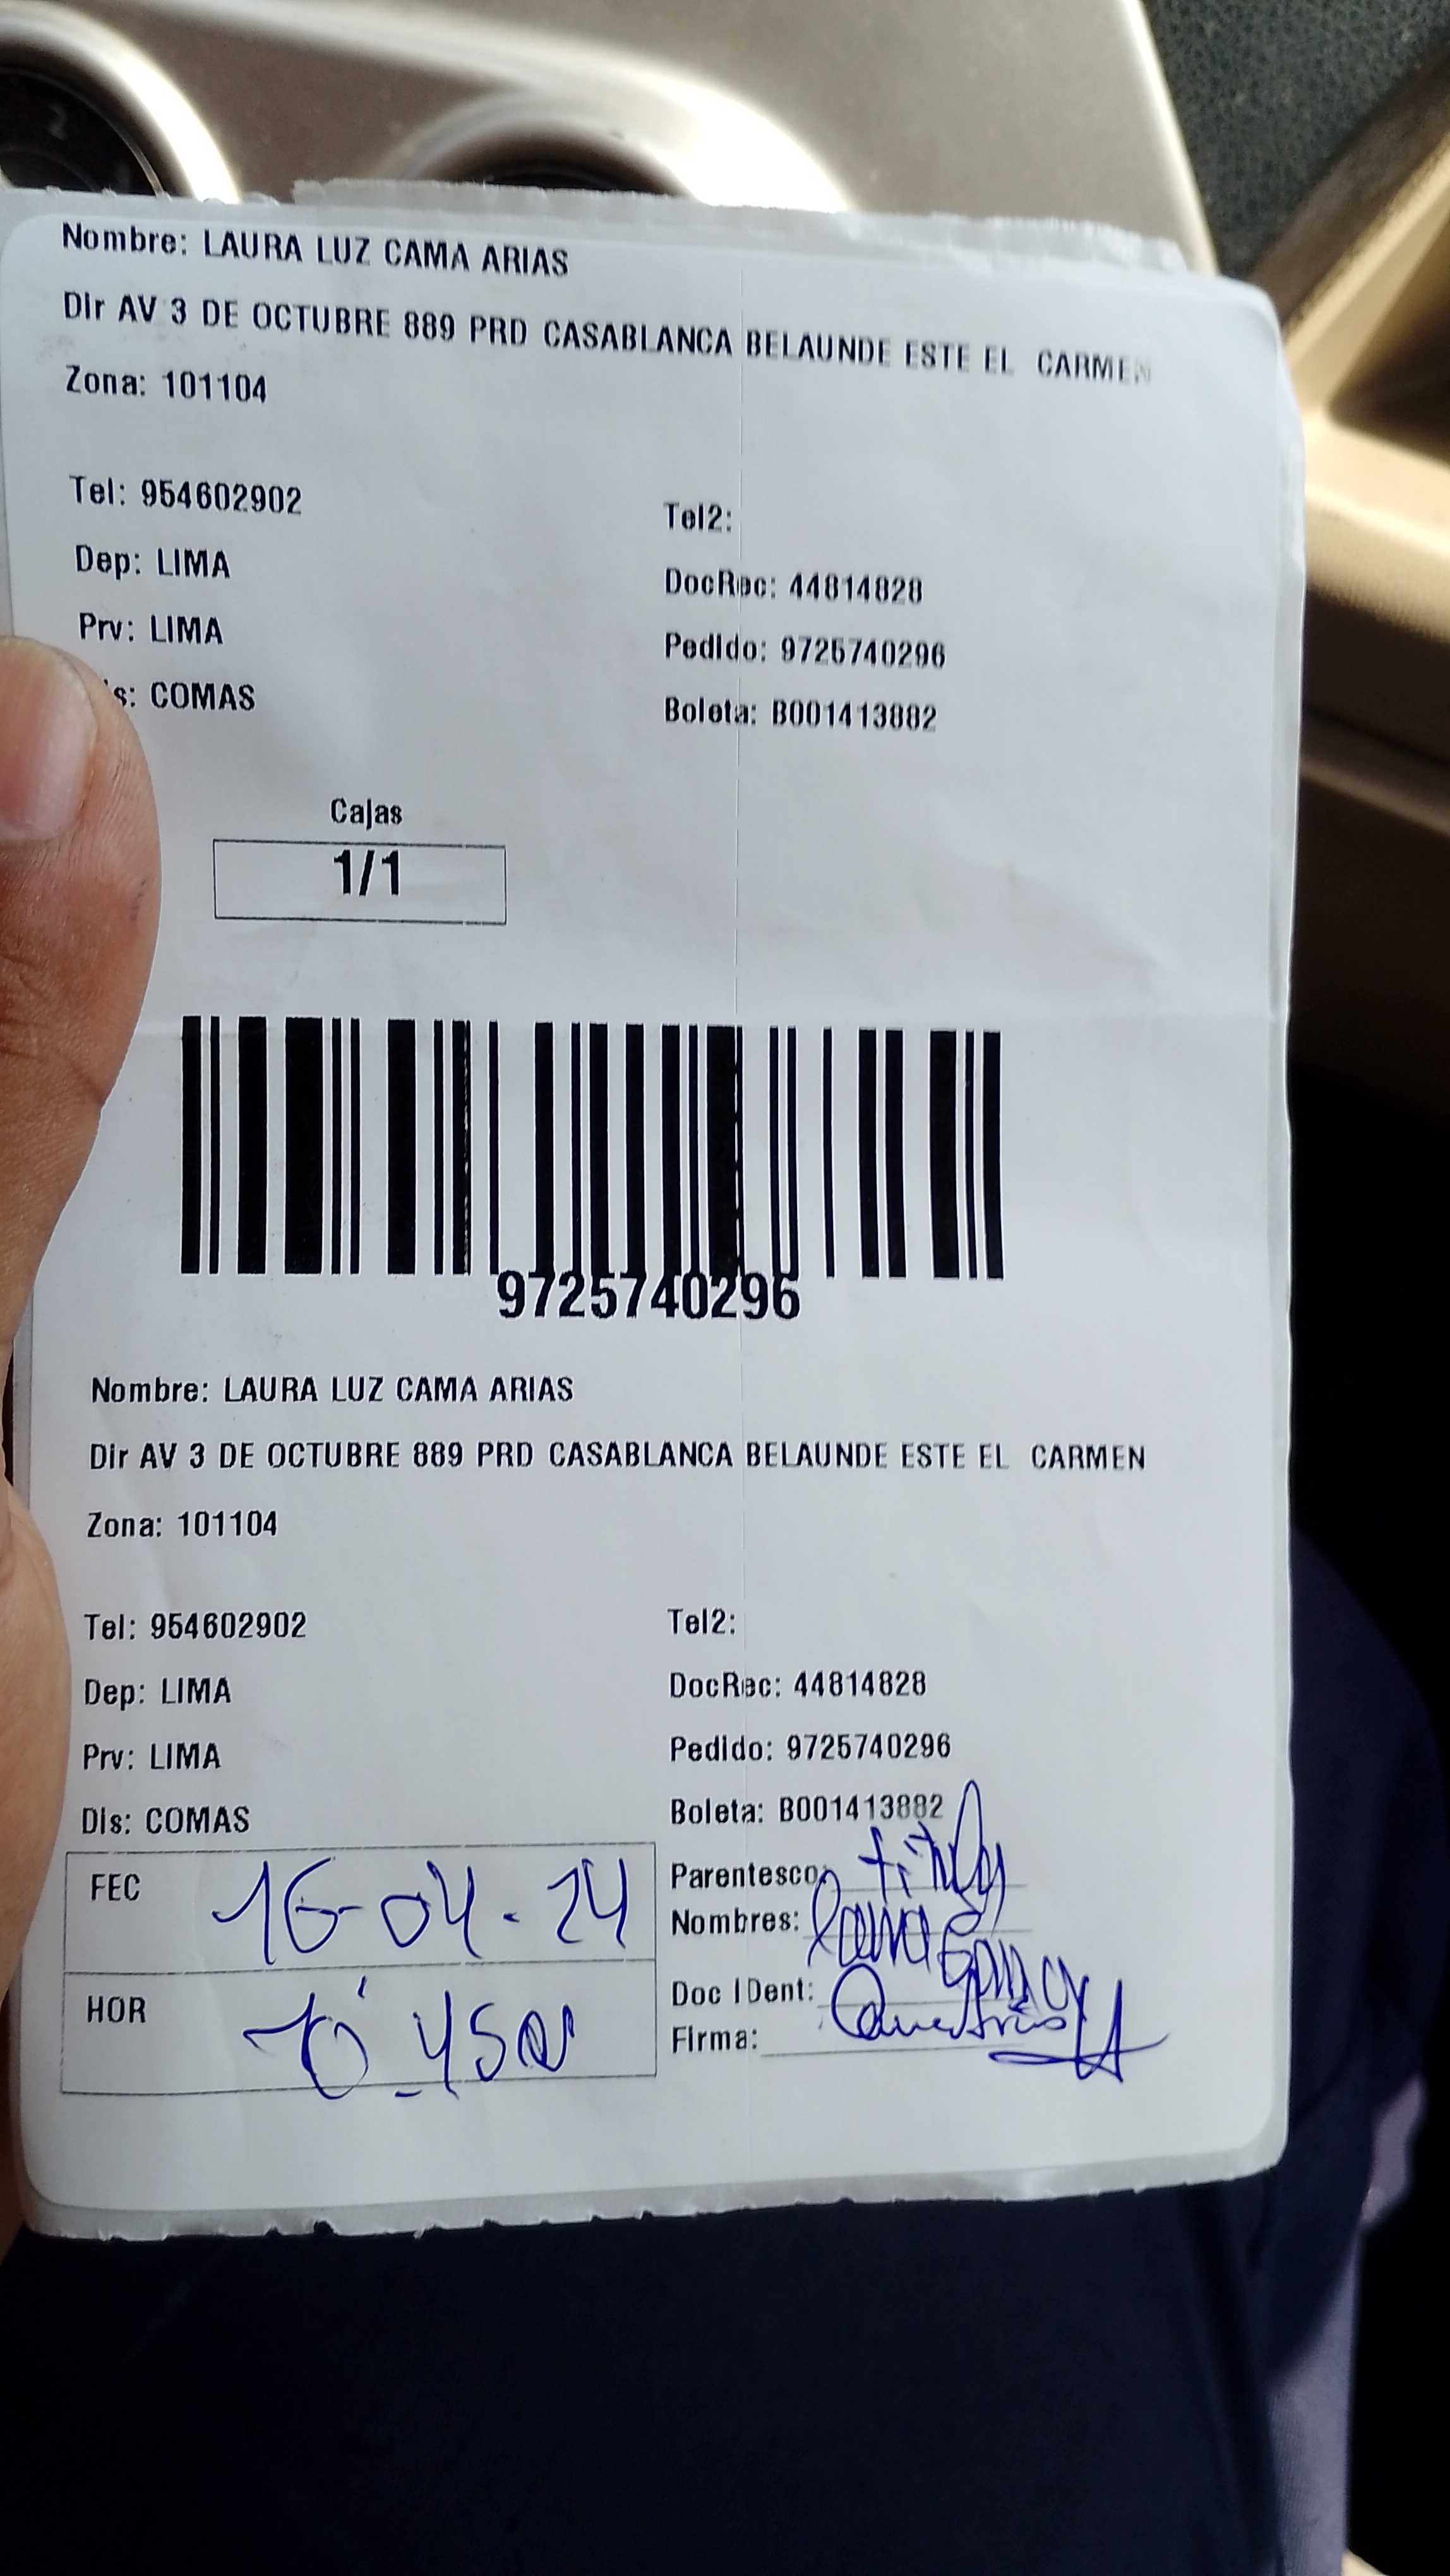 Nombre: LAURA LUZ CAMA ARIAS
Dir AV 3 DE OCTUBRE 889 PRD CASABLANCA BELAUNDE ESTE EL CARMEN
Zona: 101104
Tel: 954602902 Tel2:
Dep: LIMA DocRec: 44814828
Prv: LIMA Pedido: 9725740296
s: COMAS Boleta: B001413882
Cajas
1/1
9725740296
Nombre: LAURA LUZ CAMA ARIAS
Dir AV 3 DE OCTUBRE 889 PRD CASABLANCA BELAUNDE ESTE EL CARMEN
Zona: 101104
Tel: 954602902 Tel2:
Dep: LIMA DocRec: 44814828
Prv: LIMA Pedido: 9725740296
Dis: COMAS Boleta: B001413882
FEC 16-04-24 Parentesco:
Nombres:
HOR Doc IDent:
Firma: